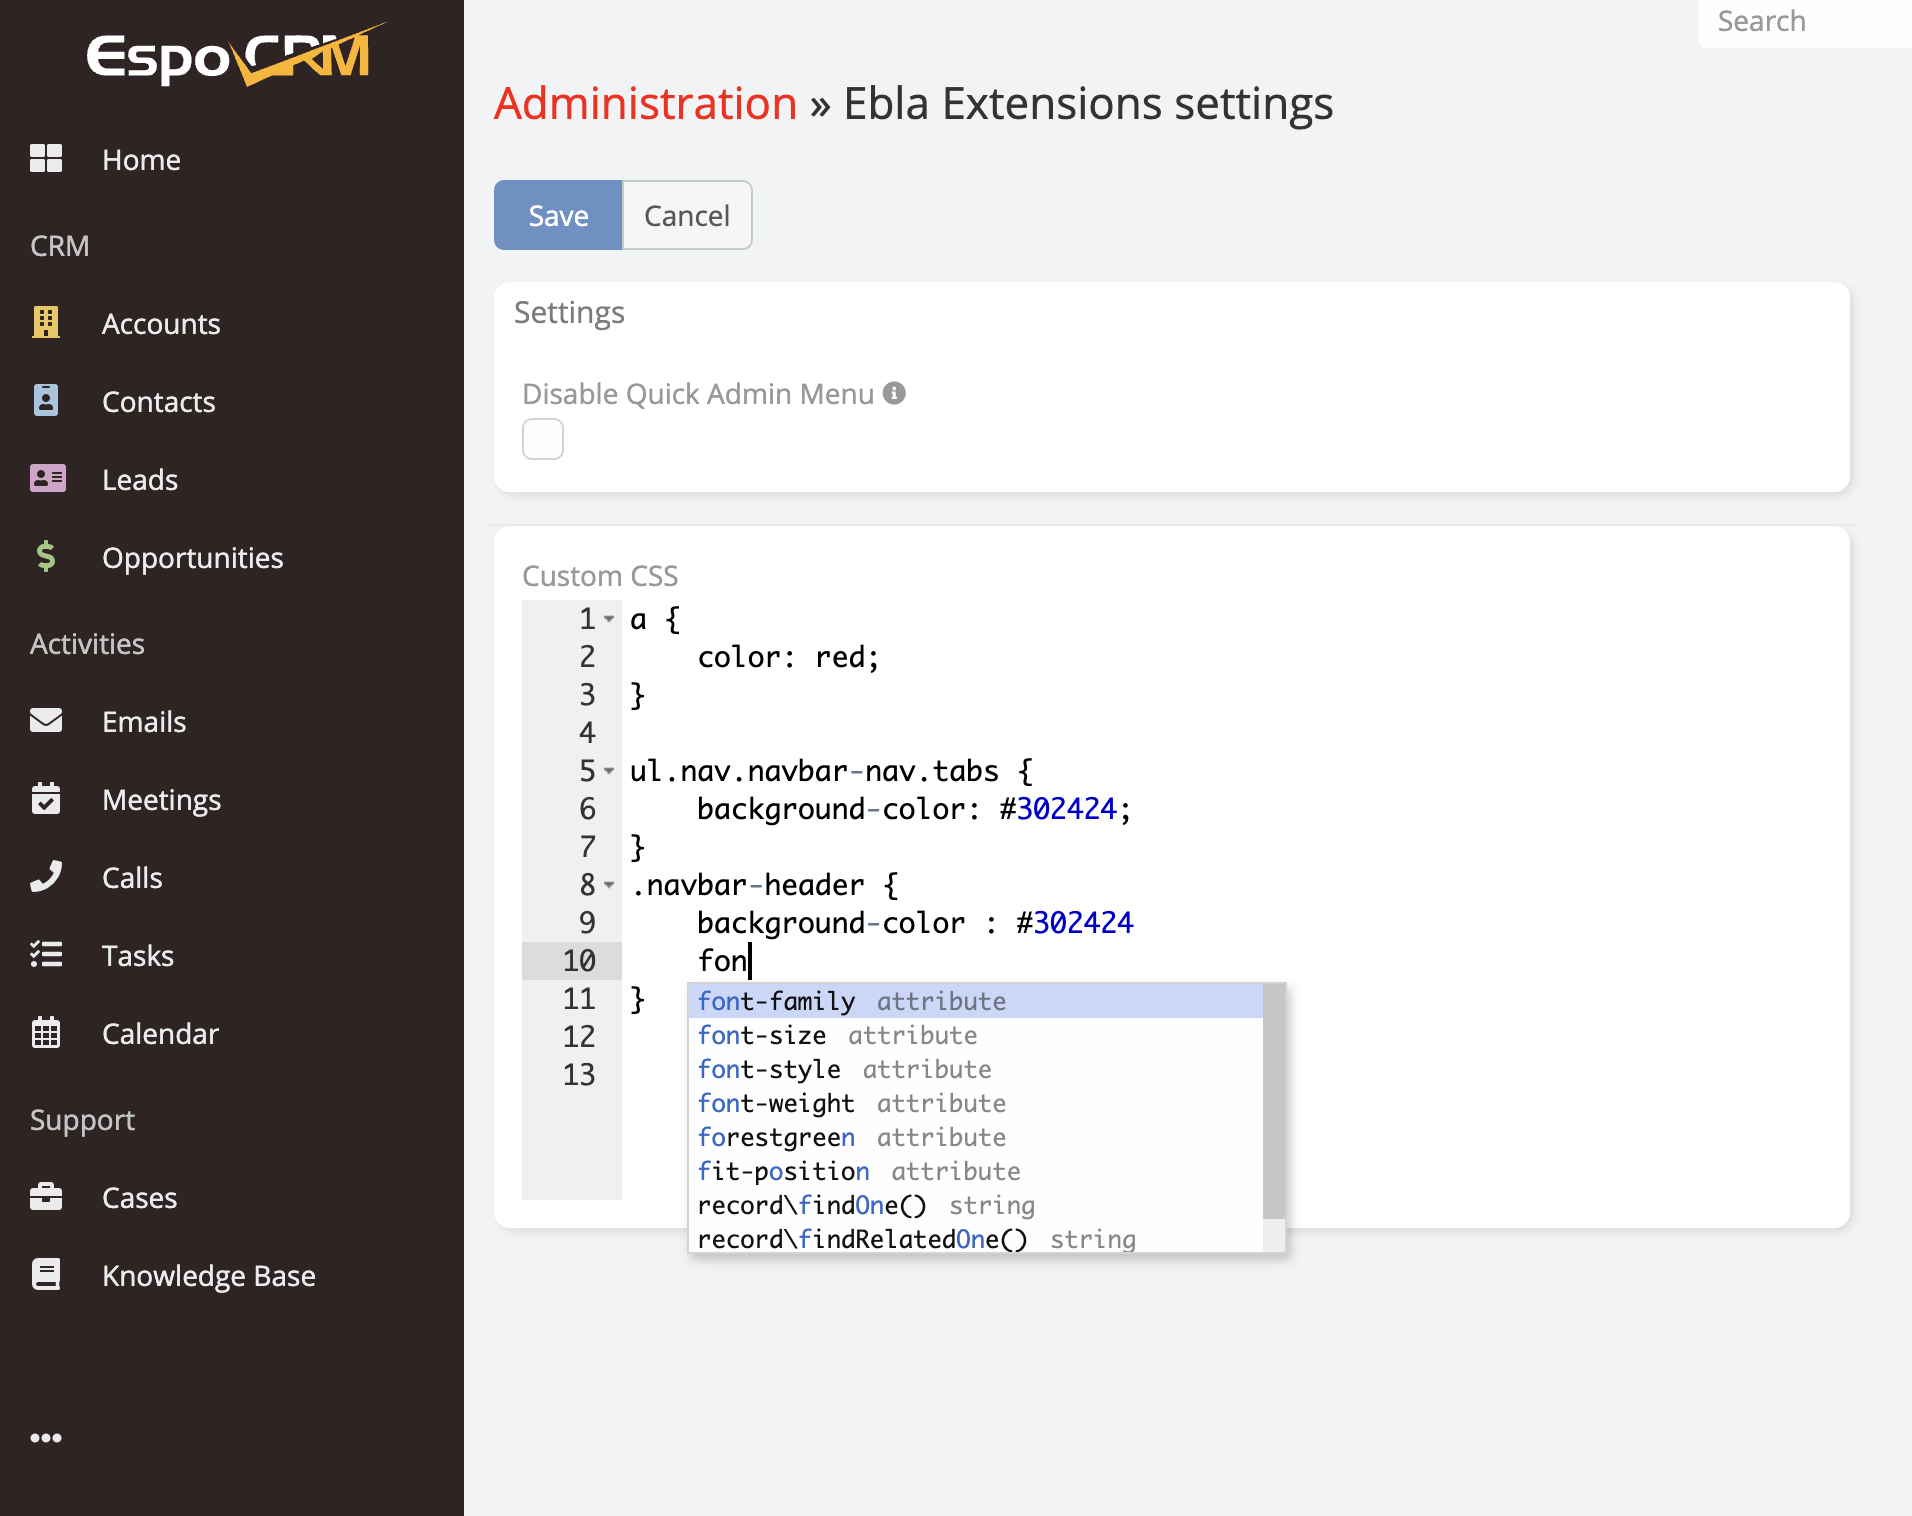 EspoCRM
Home
CRM
Accounts
Contacts
Leads
Opportunities
Activities
Emails
Meetings
Calls
Tasks
Calendar
Support
Cases
Knowledge Base
Search
Administration » Ebla Extensions settings
Save Cancel
Settings
Disable Quick Admin Menu
Custom CSS
1 a {
2     color: red;
3 }
4
5 ul.nav.navbar-nav.tabs {
6     background-color: #302424;
7 }
8 .navbar-header {
9     background-color : #302424
10     fon
11 }
12
13
font-family attribute
font-size attribute
font-style attribute
font-weight attribute
forestgreen attribute
fit-position attribute
record\findOne() string
record\findRelatedOne() string